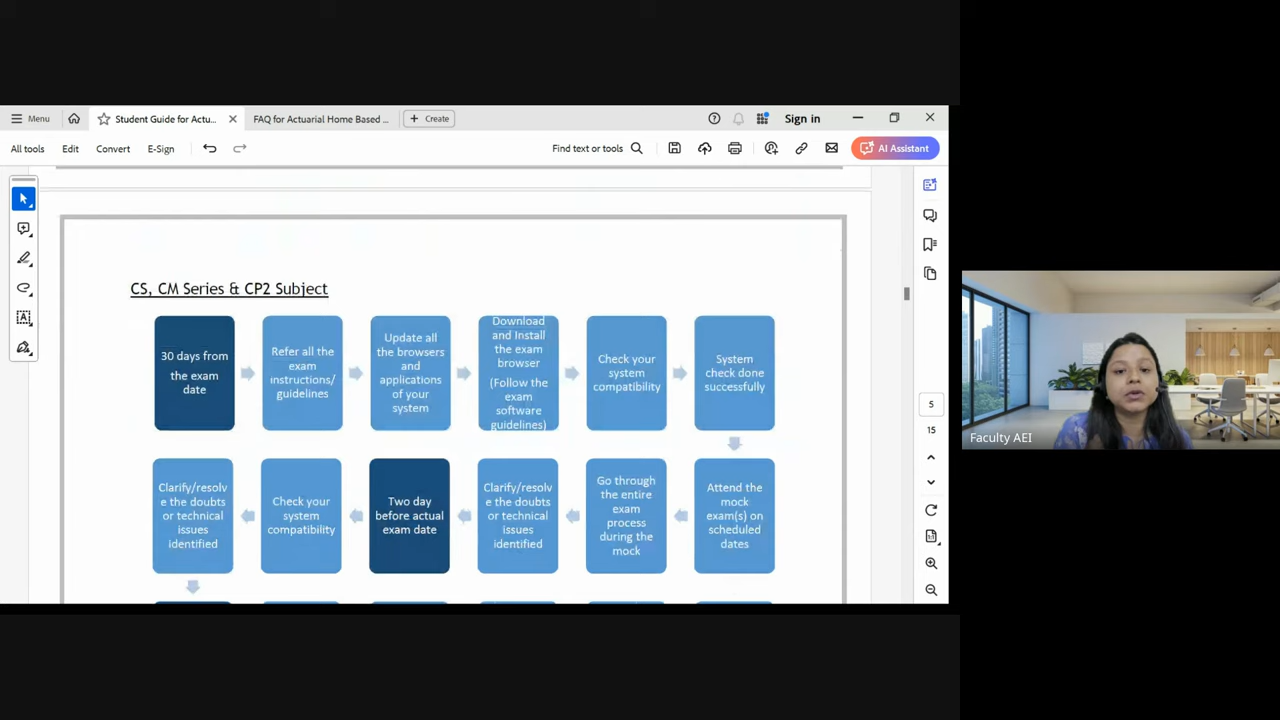 Menu
Student Guide for Actu...
FAQ for Actuarial Home Based ...
Create
Sign in
All tools
Edit
Convert
E-Sign
Find text or tools
AI Assistant
CS, CM Series & CP2 Subject
30 days from
the exam
date
Refer all the
exam
instructions/
guidelines
Update all
the browsers
and
applications
of your
system
Download
and Install
the exam
browser
(Follow the
exam
software
guidelines)
Check your
system
compatibility
System
check done
successfully
Clarify/resolv
e the doubts
or technical
issues
identified
Check your
system
compatibility
Two day
before actual
exam date
Clarify/resolv
e the doubts
or technical
issues
identified
Go through
the entire
exam
process
during the
mock
Attend the
mock
exam(s) on
scheduled
dates
5
15
Faculty AEI